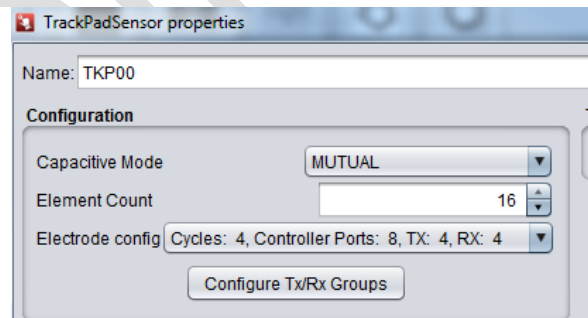 TrackPadSensor properties
Name: TKP00
Configuration
Capacitive Mode MUTUAL
Element Count 16
Electrode config Cycles: 4, Controller Ports: 8, TX: 4, RX: 4
Configure Tx/Rx Groups